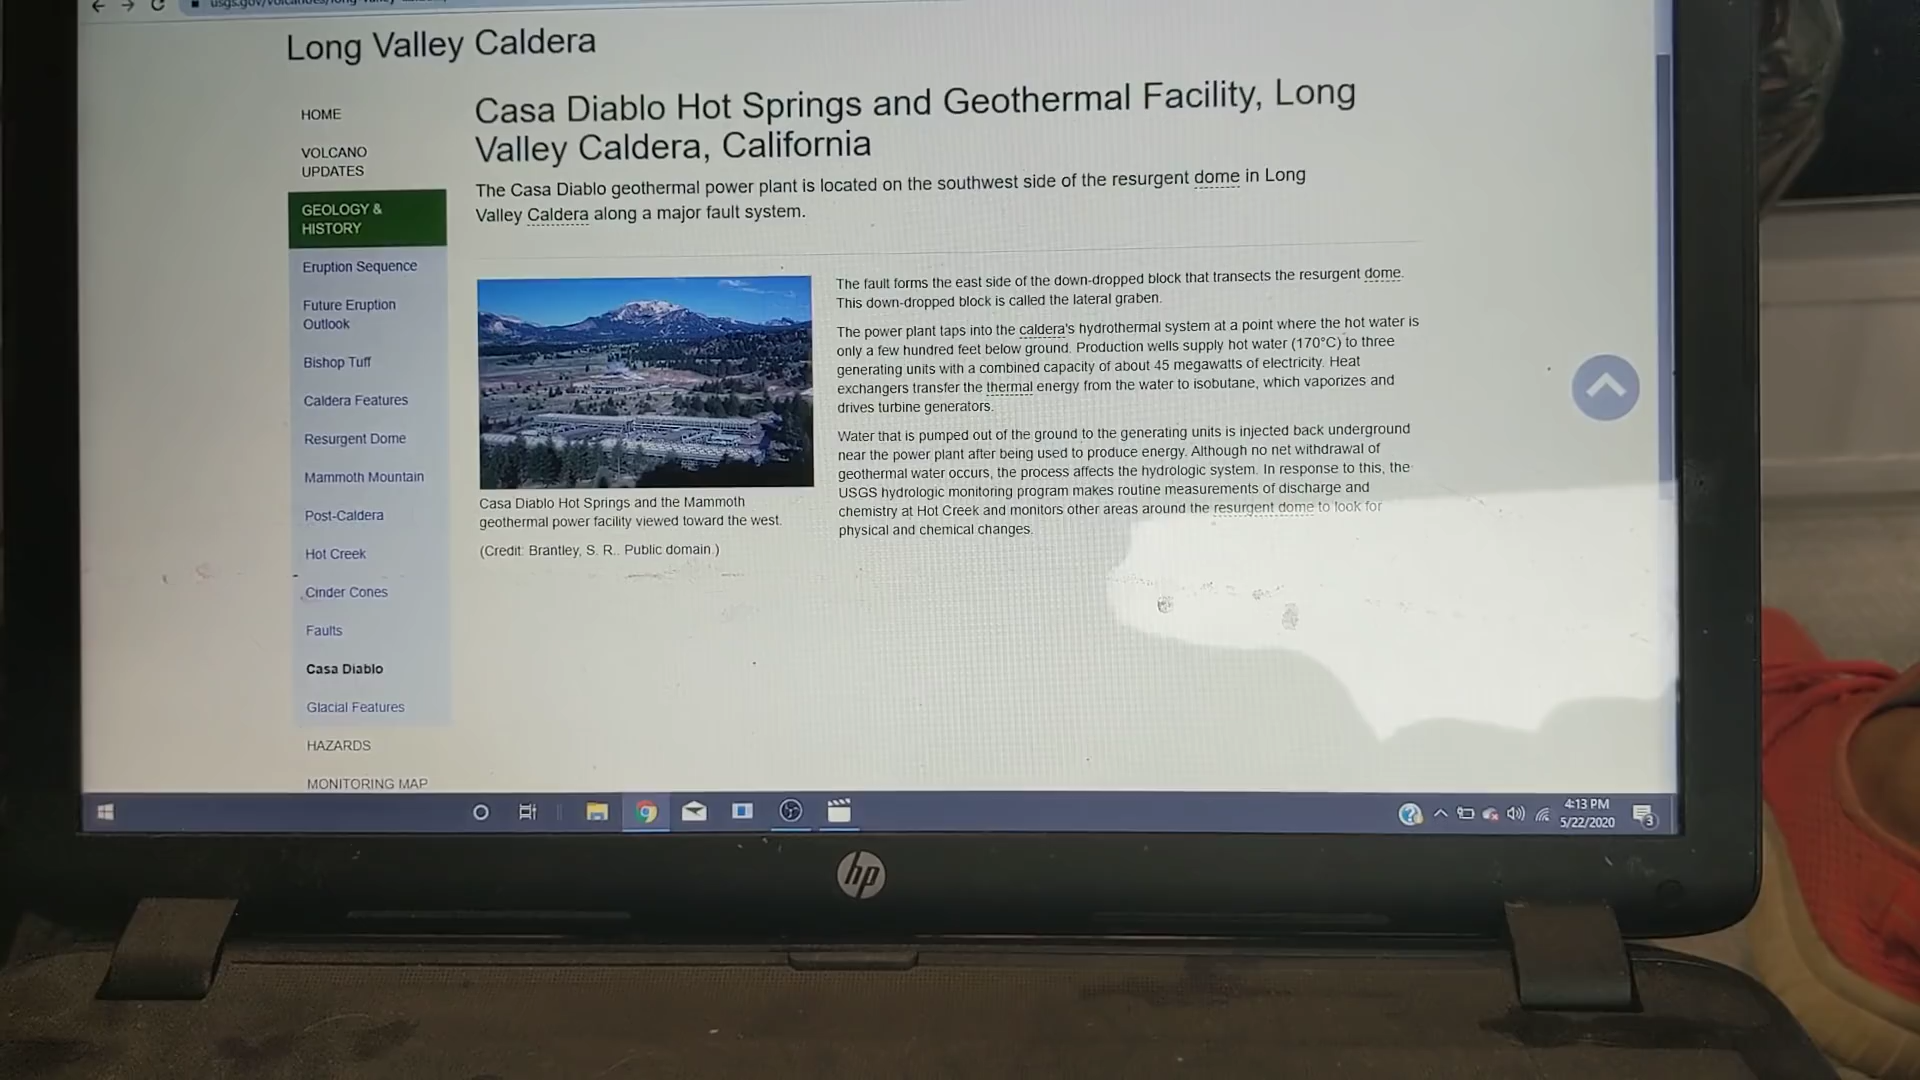 Long Valley Caldera
HOME
VOLCANO
UPDATES
GEOLOGY &
HISTORY
Eruption Sequence
Future Eruption
Outlook
Bishop Tuff
Caldera Features
Resurgent Dome
Mammoth Mountain
Post-Caldera
Hot Creek
Cinder Cones
Faults
Casa Diablo
Glacial Features
HAZARDS
MONITORING MAP
Casa Diablo Hot Springs and Geothermal Facility, Long
Valley Caldera, California
The Casa Diablo geothermal power plant is located on the southwest side of the resurgent dome in Long
Valley Caldera along a major fault system.
Casa Diablo Hot Springs and the Mammoth
geothermal power facility viewed toward the west.
(Credit: Brantley, S. R.. Public domain.)
The fault forms the east side of the down-dropped block that transects the resurgent dome.
This down-dropped block is called the lateral graben.
The power plant taps into the caldera's hydrothermal system at a point where the hot water is
only a few hundred feet below ground. Production wells supply hot water (170°C) to three
generating units with a combined capacity of about 45 megawatts of electricity. Heat
exchangers transfer the thermal energy from the water to isobutane, which vaporizes and
drives turbine generators.
Water that is pumped out of the ground to the generating units is injected back underground
near the power plant after being used to produce energy. Although no net withdrawal of
geothermal water occurs, the process affects the hydrologic system. In response to this, the
USGS hydrologic monitoring program makes routine measurements of discharge and
chemistry at Hot Creek and monitors other areas around the resurgent dome to look for
physical and chemical changes.
4:13 PM
5/22/2020
3
hp